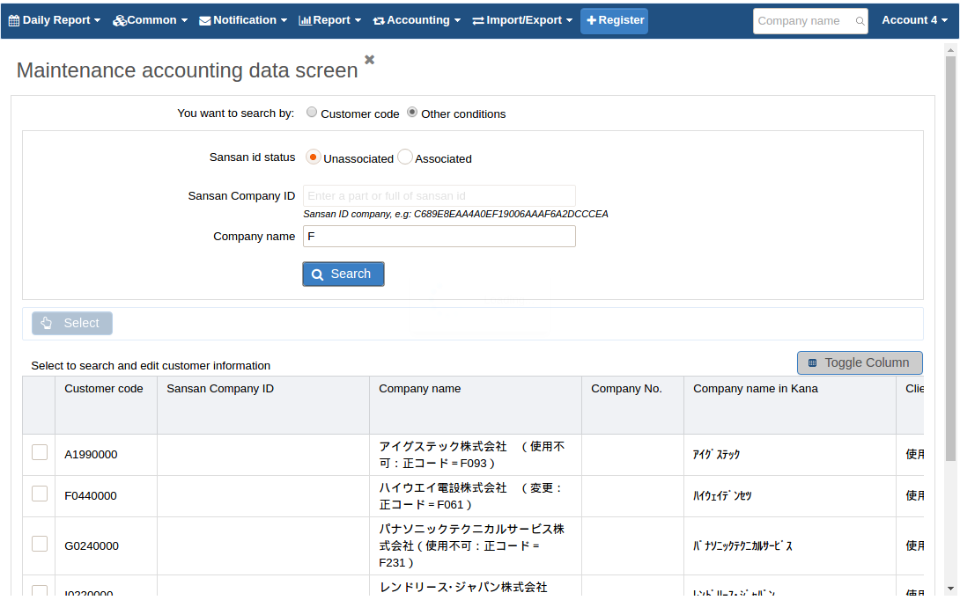 Daily Report Common Notification Report Accounting Import/Export Register Company name Account 4
Maintenance accounting data screen
You want to search by: Customer code Other conditions
Sansan id status Unassociated Associated
Sansan Company ID Enter a part or full of sansan id
Sansan ID company, e.g: C689E8EAA4A0EF19006AAAF6A2DCCCEA
Company name F
Search
Select
Select to search and edit customer information Toggle Column
Customer code Sansan Company ID Company name Company No. Company name in Kana Clie
アイグステック株式会社 （使用不
A1990000 ｱｲｸﾞｽﾃｯｸ 使用
可：正コード＝F093）
ハイウエイ電設株式会社 （変更：
F0440000 ﾊｲｳｪｲﾃﾞﾝｾﾂ 使用
正コード＝F061）
パナソニックテクニカルサービス株
G0240000 式会社（使用不可：正コード＝ ﾊﾟﾅｿﾆｯｸﾃｸﾆｶﾙｻｰﾋﾞｽ 使用
F231）
レンドリース・ジャパン株式会社
I0220000 ﾚﾝﾄﾞﾘｰｽ･ｼﾞｬﾊﾟﾝ 使用